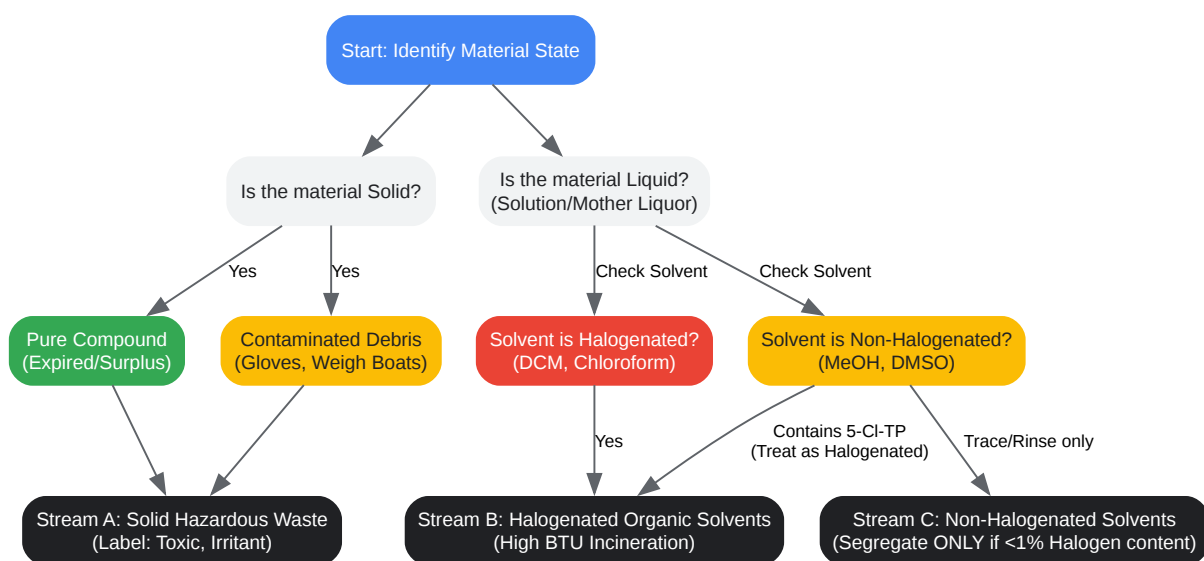 Start: Identify Material State
Is the material Solid?
Is the material Liquid?
(Solution/Mother Liquor)
Yes
Yes
Check Solvent
Check Solvent
Pure Compound
(Expired/Surplus)
Contaminated Debris
(Gloves, Weigh Boats)
Solvent is Halogenated?
(DCM, Chloroform)
Solvent is Non-Halogenated?
(MeOH, DMSO)
Yes
Contains 5-Cl-TP
(Treat as Halogenated)
Trace/Rinse only
Stream A: Solid Hazardous Waste
(Label: Toxic, Irritant)
Stream B: Halogenated Organic Solvents
(High BTU Incineration)
Stream C: Non-Halogenated Solvents
(Segregate ONLY if <1% Halogen content)